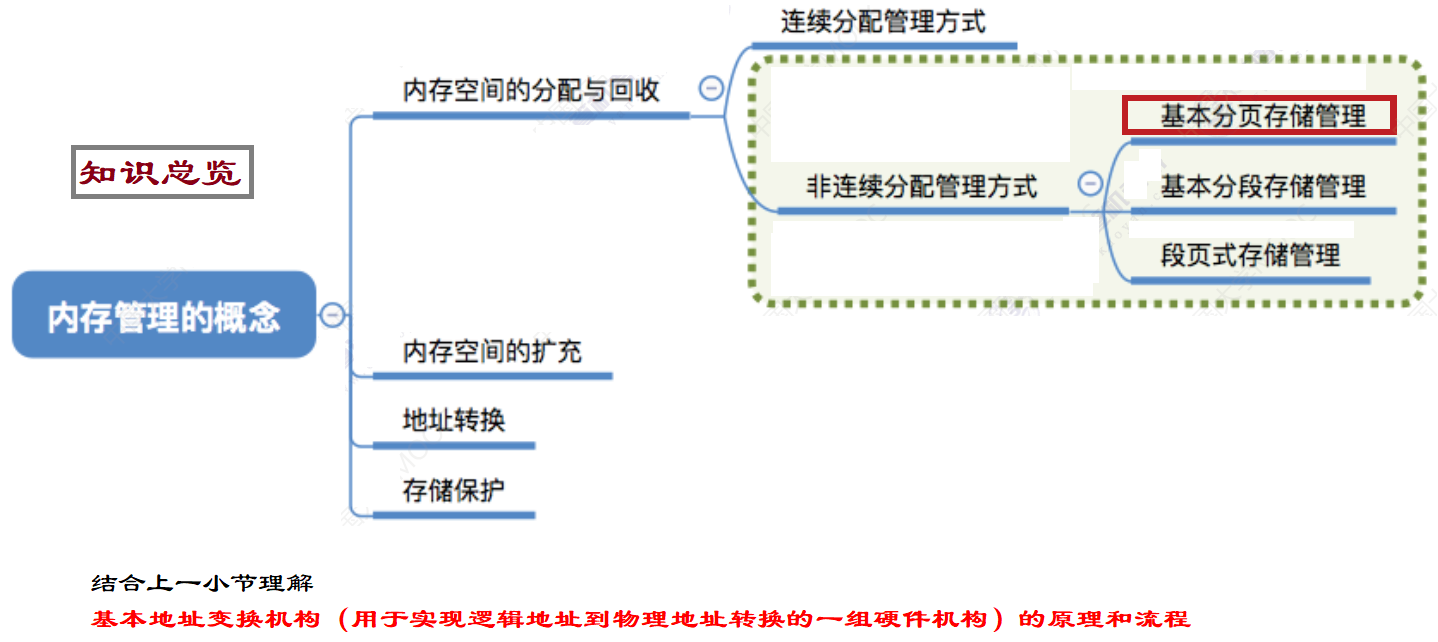 连续分配管理方式
内存空间的分配与回收
基本分页存储管理
知识总览
非连续分配管理方式
基本分段存储管理
段页式存储管理
内存管理的概念
内存空间的扩充
地址转换
存储保护
结合上一小节理解
基本地址变换机构（用于实现逻辑地址到物理地址转换的一组硬件机构）的原理和流程